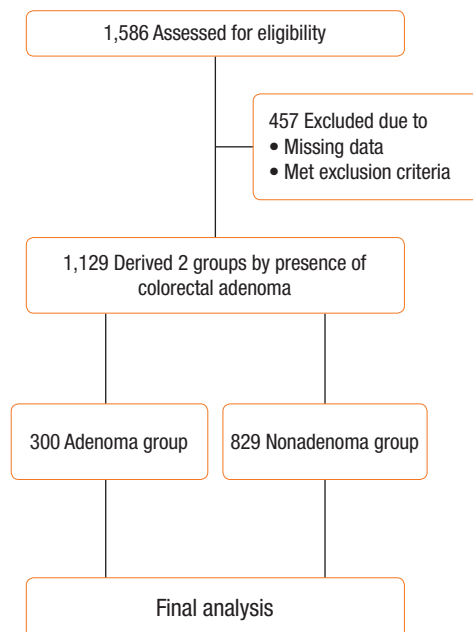 1,586 Assessed for eligibility
457 Excluded due to
• Missing data
• Met exclusion criteria
1,129 Derived 2 groups by presence of
colorectal adenoma
300 Adenoma group
829 Nonadenoma group
Final analysis